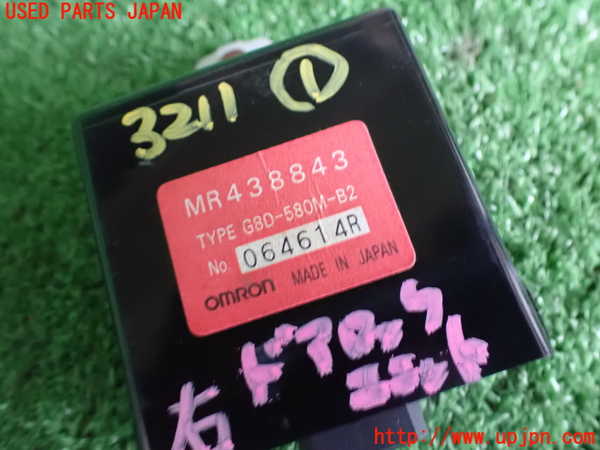 USED PARTS JAPAN
3211 ①
MR438843
TYPE G8D-580M-B2
No. 064614R
OMRON MADE IN JAPAN
右 ドアロック
ユニット
http://www.upjpn.com